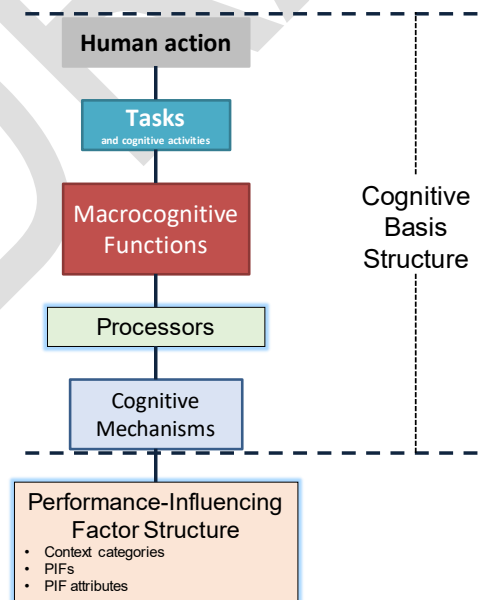 Human action
Tasks
and cognitive activities
Macrocognitive
Functions
Cognitive
Basis
Structure
Processors
Cognitive
Mechanisms
Performance-Influencing
Factor Structure
• Context categories
• PIFs
• PIF attributes